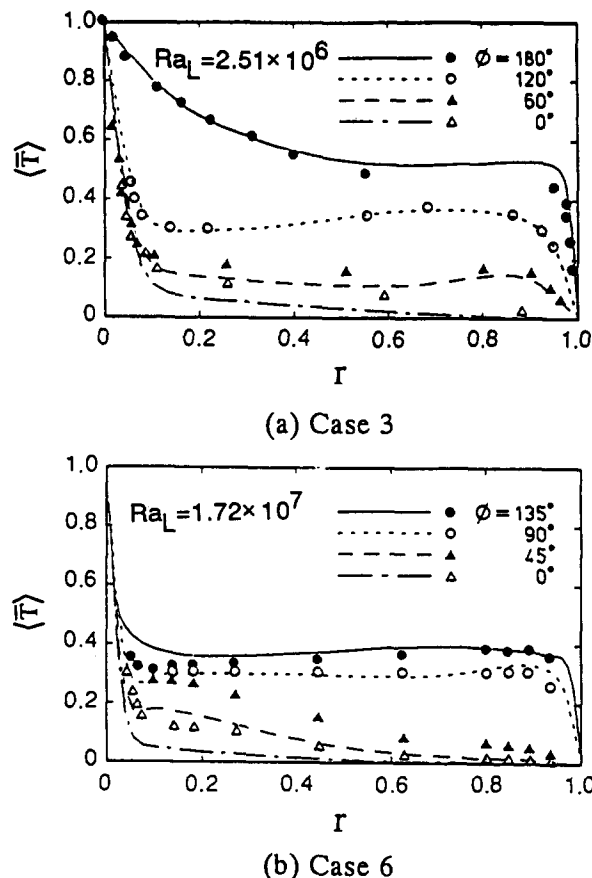 1.0
0.8
0.6
0.4
0.2
0
⟨T̅⟩
Ra_L=2.51×10^6
ϕ=180°
120°
60°
0°
0 0.2 0.4 0.6 0.8 1.0
r
(a) Case 3
1.0
0.8
0.6
0.4
0.2
0
⟨T̅⟩
Ra_L=1.72×10^7
ϕ=135°
90°
45°
0°
0 0.2 0.4 0.6 0.8 1.0
r
(b) Case 6